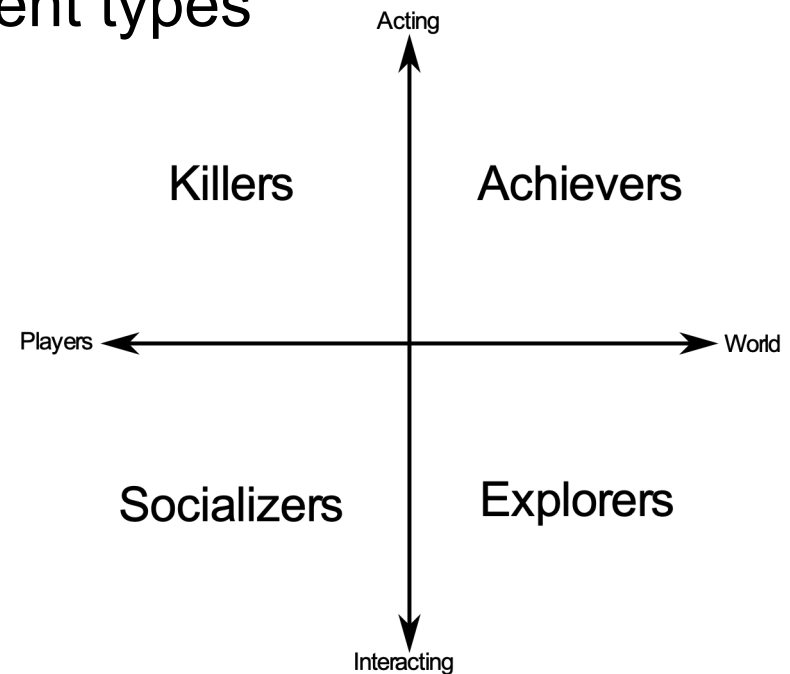 ent types
Acting
Killers
Achievers
Players
World
Socializers
Explorers
Interacting